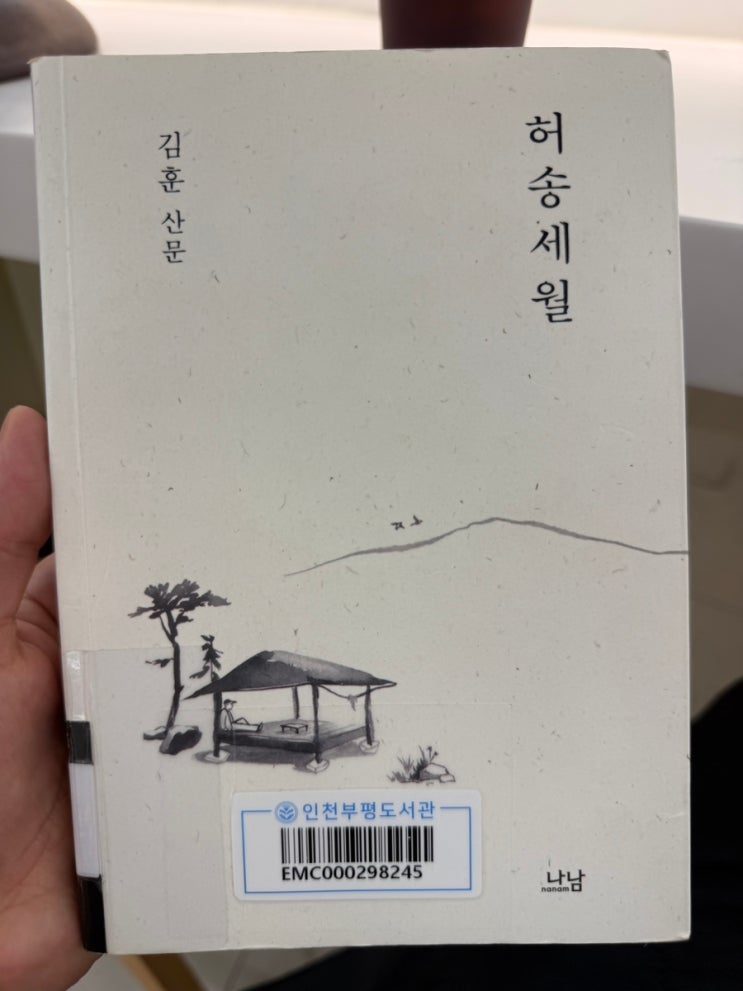 허송세월
김훈 산문
인천부평도서관
EMC000298245
나남
nanam